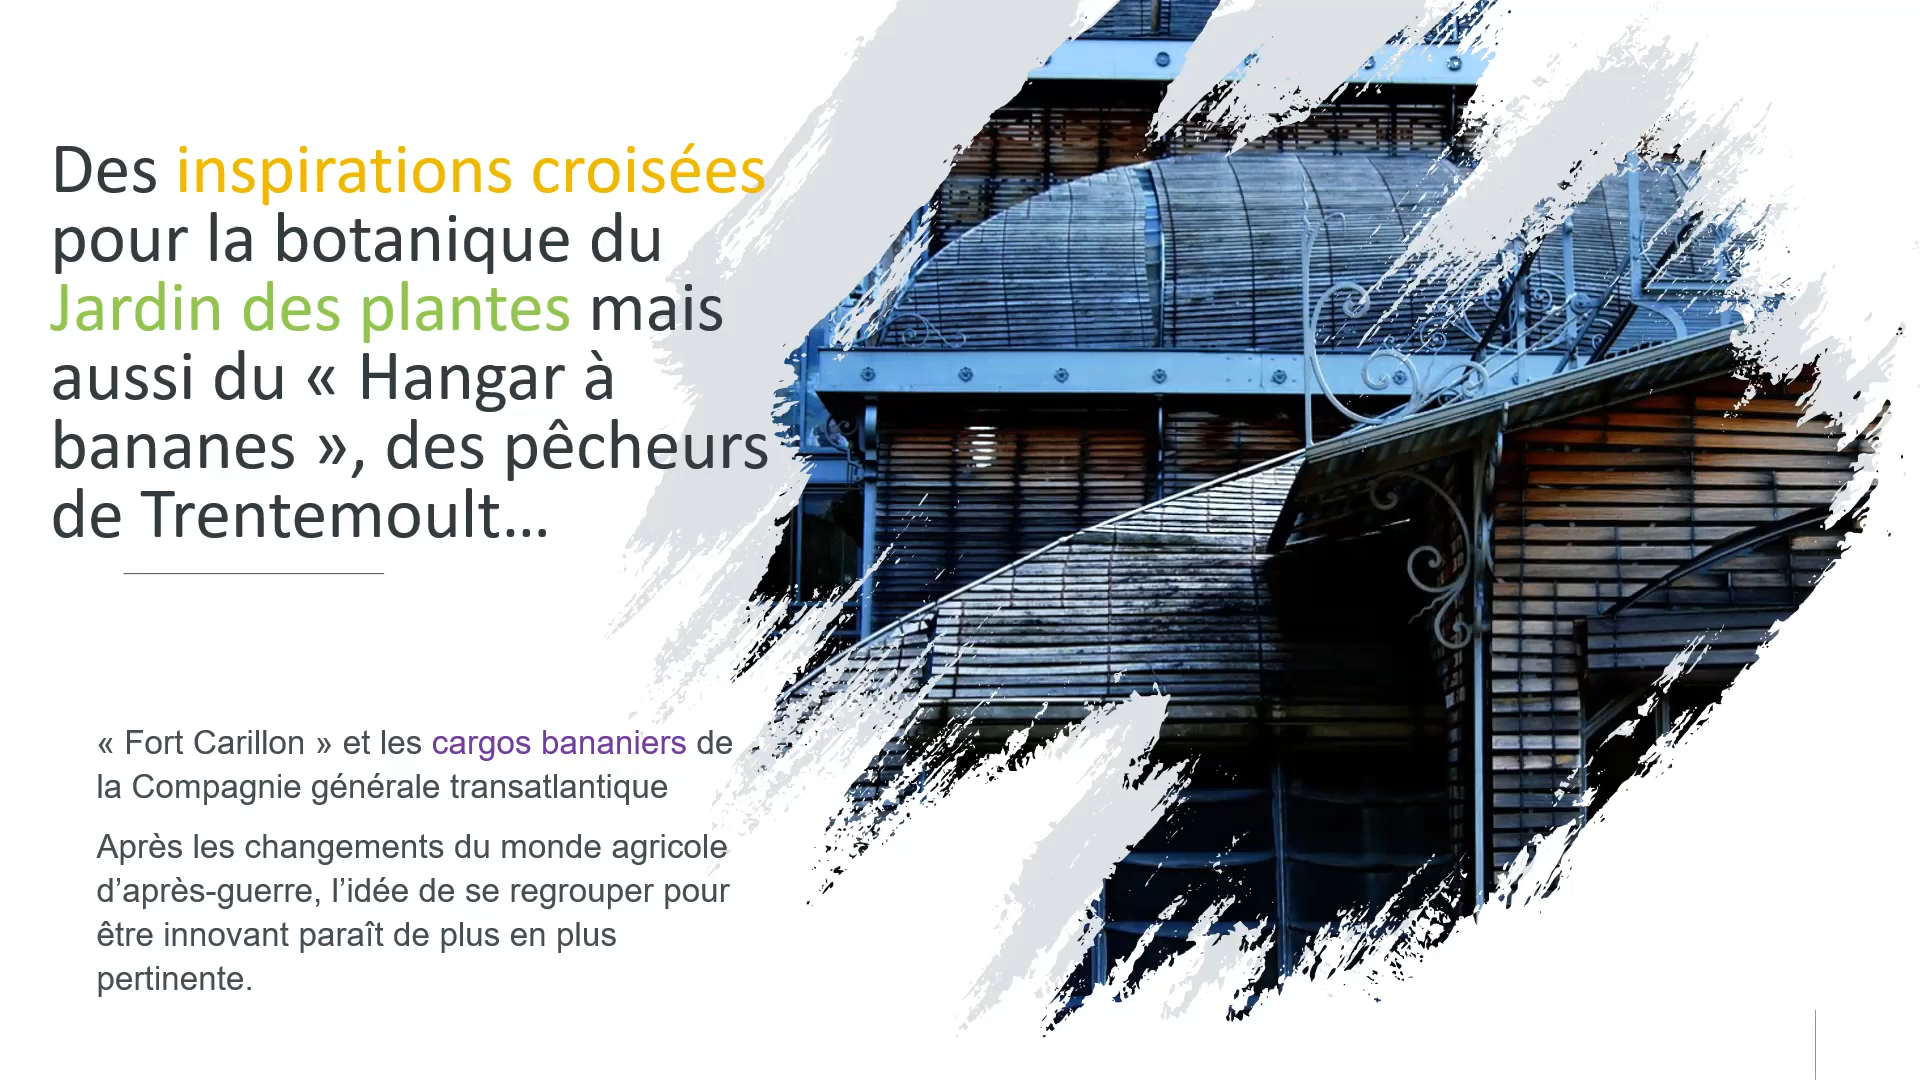 Des inspirations croisées
pour la botanique du
Jardin des plantes mais
aussi du « Hangar à
bananes », des pêcheurs
de Trentemoult…
« Fort Carillon » et les cargos bananiers de
la Compagnie générale transatlantique
Après les changements du monde agricole
d’après-guerre, l’idée de se regrouper pour
être innovant paraît de plus en plus
pertinente.